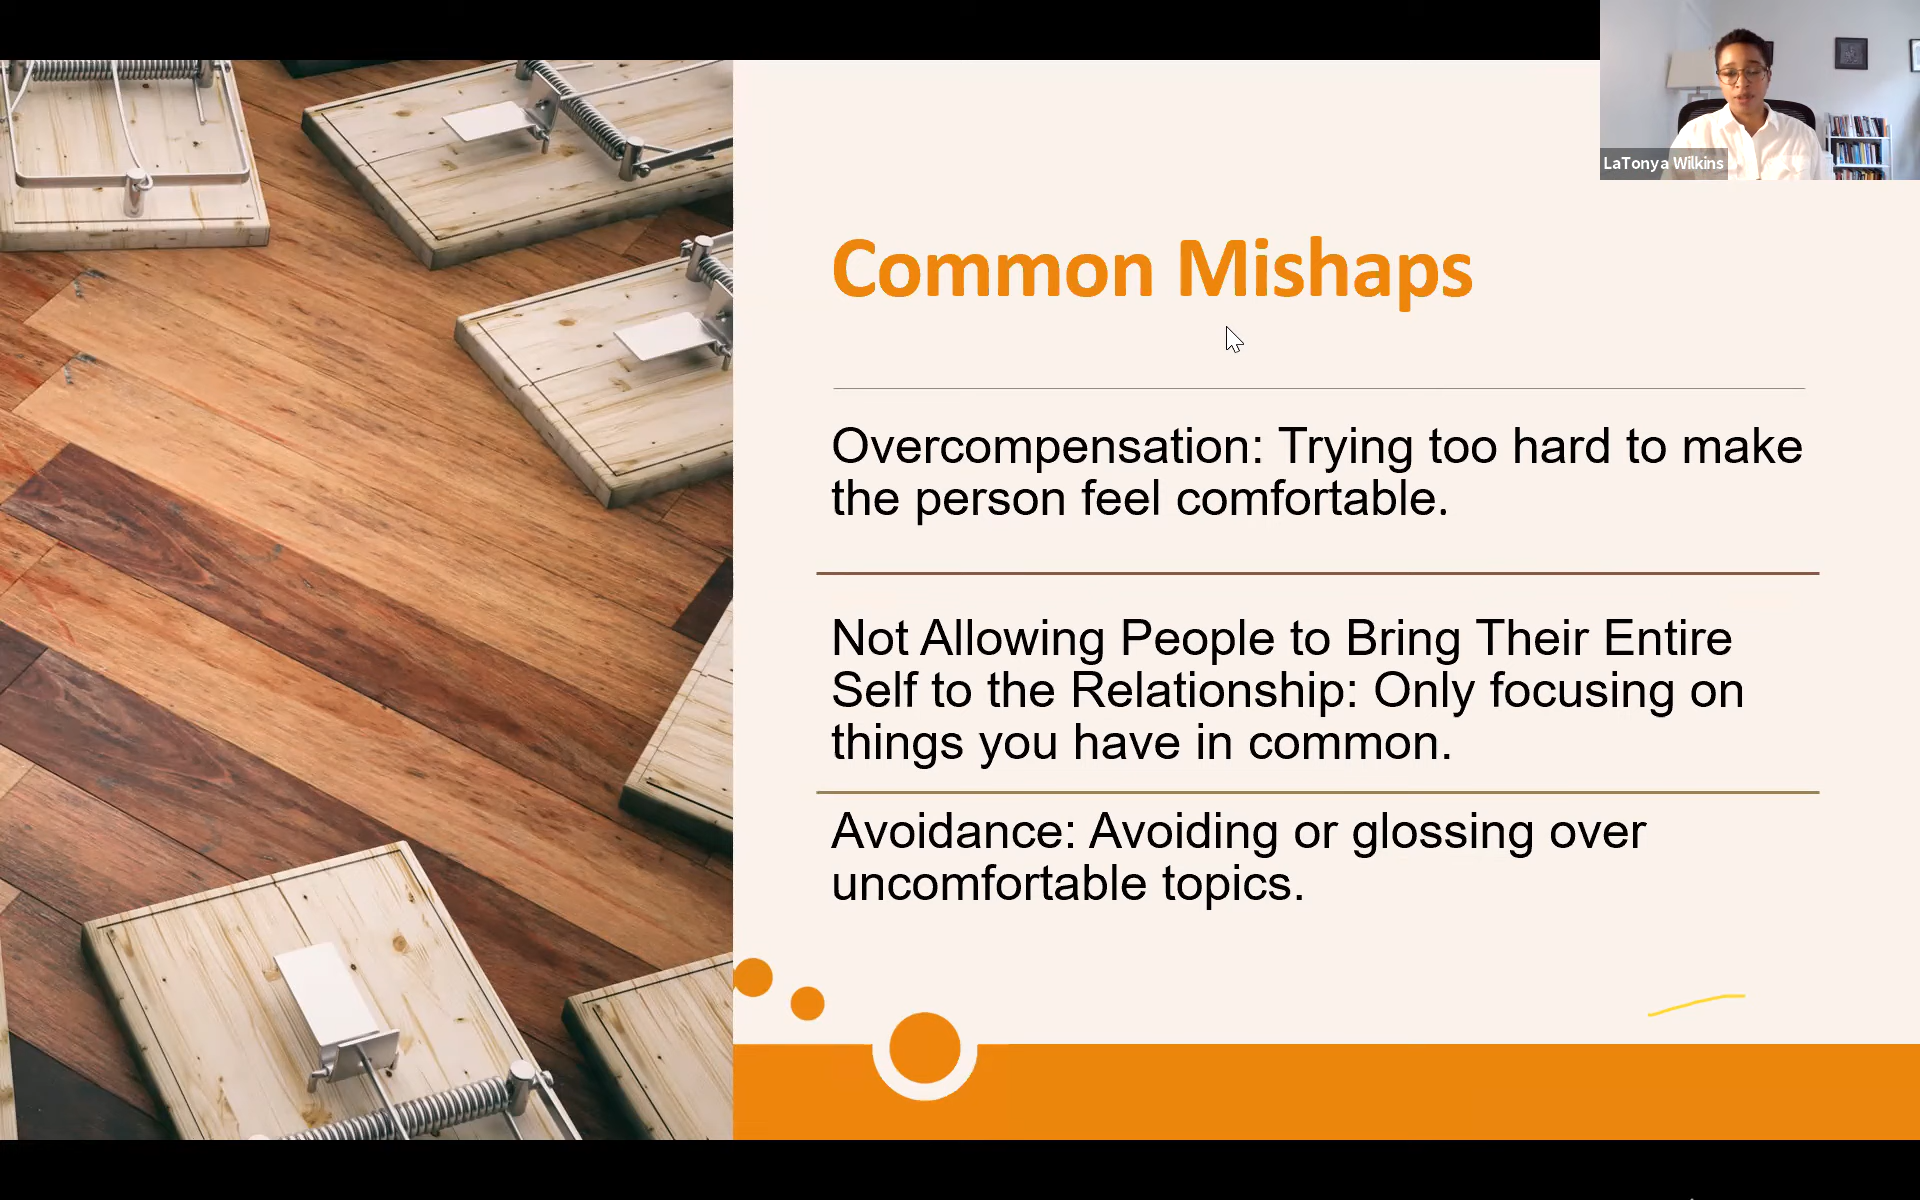 LaTonya Wilkins
Common Mishaps
Overcompensation: Trying too hard to make
the person feel comfortable.
Not Allowing People to Bring Their Entire
Self to the Relationship: Only focusing on
things you have in common.
Avoidance: Avoiding or glossing over
uncomfortable topics.